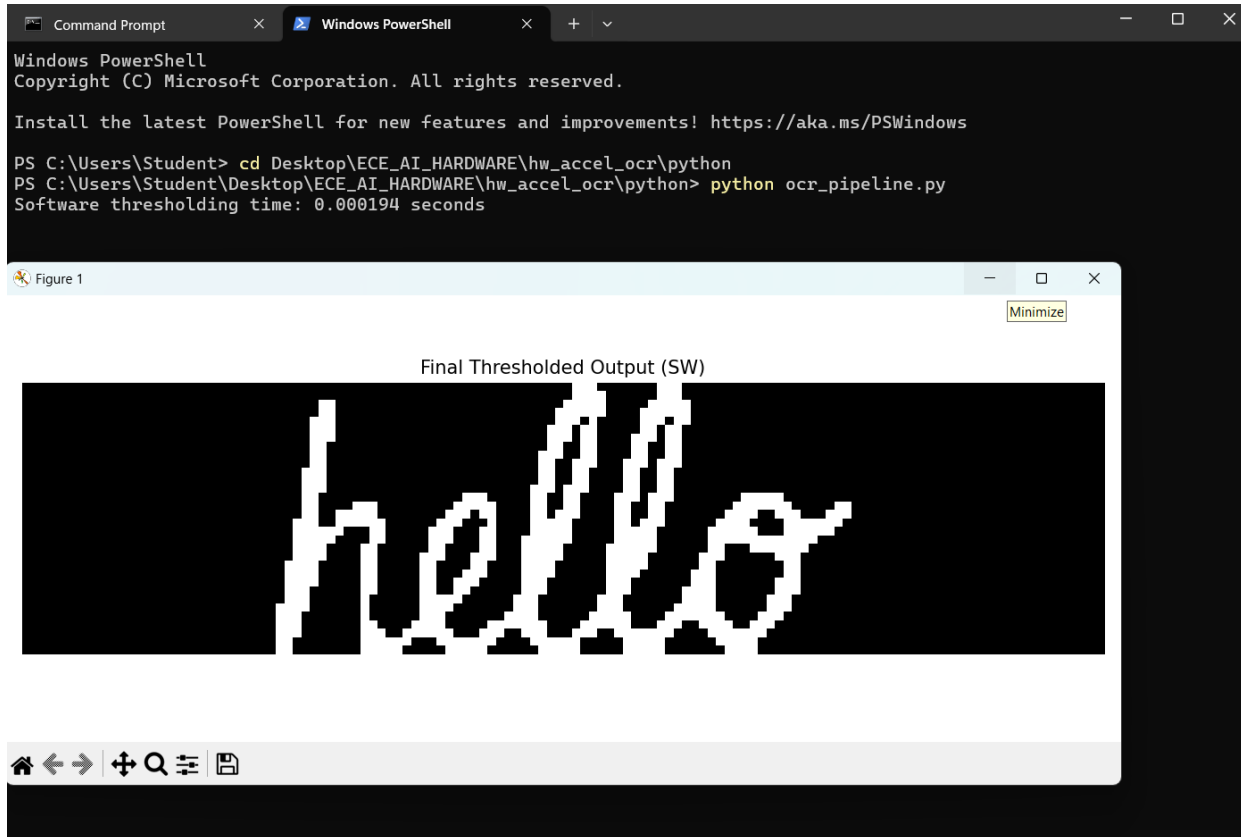 Command Prompt
Windows PowerShell
Windows PowerShell
Copyright (C) Microsoft Corporation. All rights reserved.
Install the latest PowerShell for new features and improvements! https://aka.ms/PSWindows
PS C:\Users\Student> cd Desktop\ECE_AI_HARDWARE\hw_accel_ocr\python
PS C:\Users\Student\Desktop\ECE_AI_HARDWARE\hw_accel_ocr\python> python ocr_pipeline.py
Software thresholding time: 0.000194 seconds
Figure 1
Minimize
Final Thresholded Output (SW)
hello